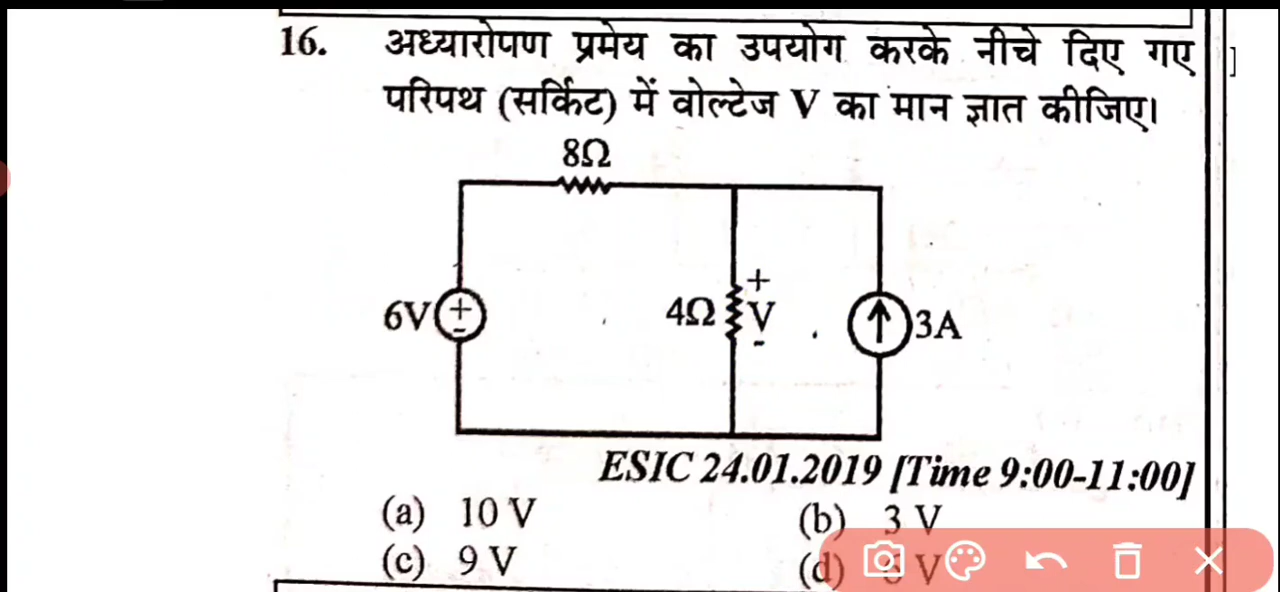 16. अध्यारोपण प्रमेय का उपयोग करके नीचे दिए गए
परिपथ (सर्किट) में वोल्टेज V का मान ज्ञात कीजिए।
8Ω
+
6V + 4Ω V 3A
-
-
ESIC 24.01.2019 [Time 9:00-11:00]
(a) 10 V (b) 3 V
(c) 9 V (d) V